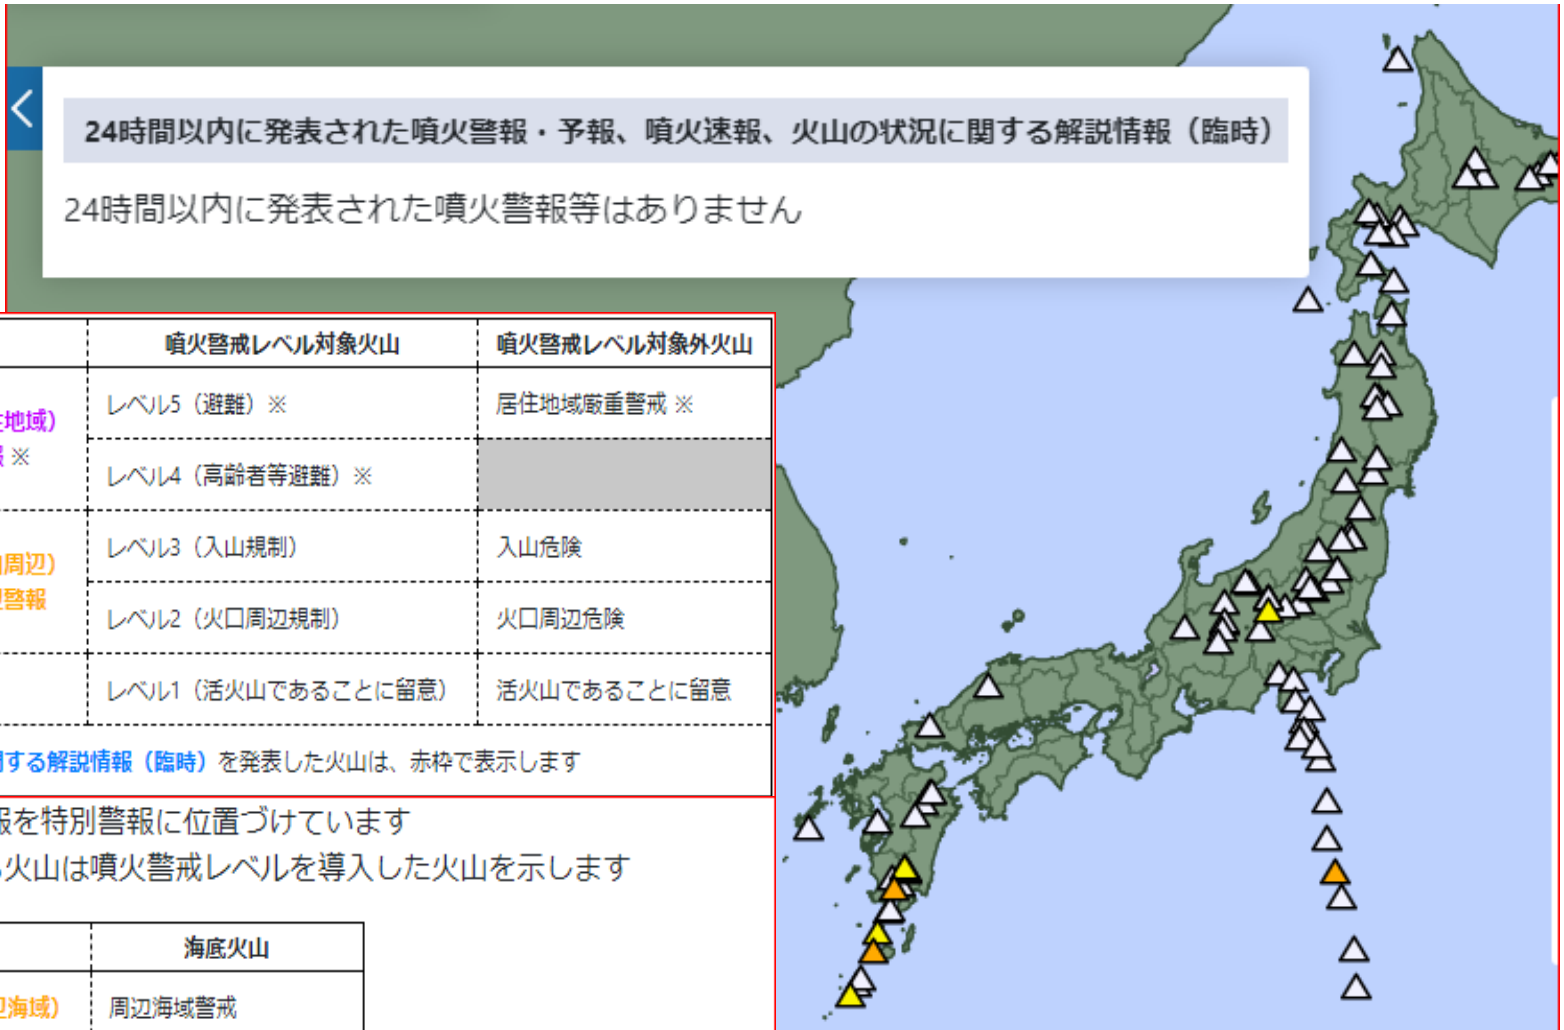 24時間以内に発表された噴火警報・予報、噴火速報、火山の状況に関する解説情報（臨時）
24時間以内に発表された噴火警報等はありません
噴火警戒レベル対象火山 噴火警戒レベル対象外火山
レベル5（避難）※ 居住地域厳重警戒 ※
地域）
※
レベル4（高齢者等避難）※
レベル3（入山規制） 入山危険
周辺）
警報
レベル2（火口周辺規制） 火口周辺危険
レベル1（活火山であることに留意） 活火山であることに留意
する解説情報（臨時）を発表した火山は、赤枠で表示します
報を特別警報に位置づけています
火山は噴火警戒レベルを導入した火山を示します
海底火山
海域） 周辺海域警戒